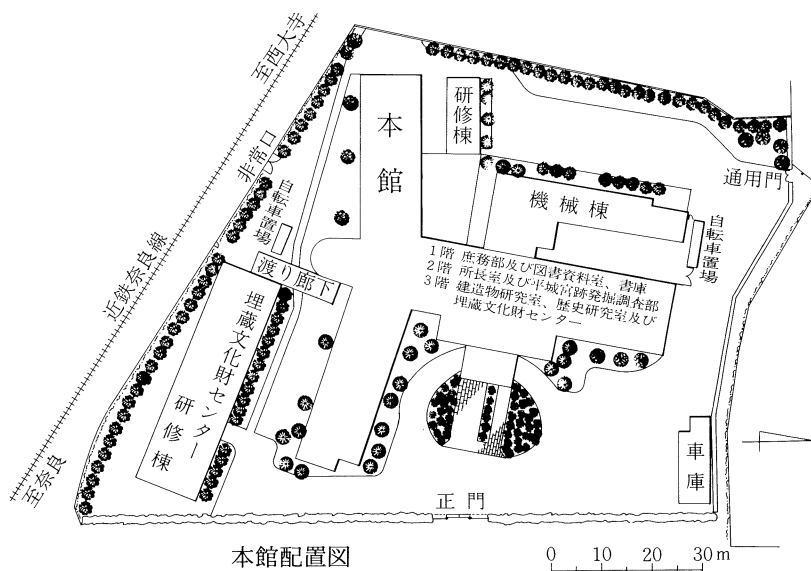 至西大寺
非常口
自転車置場
近鉄奈良線
至奈良
本館
研修棟
機械棟
通用門
自転車置場
1階 庶務部及び図書資料室、書庫
2階 所長室及び平城宮跡発掘調査部
3階 建造物研究室、歴史研究室及び
埋蔵文化財センター
渡り廊下
埋蔵文化財センター
研修棟
車庫
正門
本館配置図
0 10 20 30m